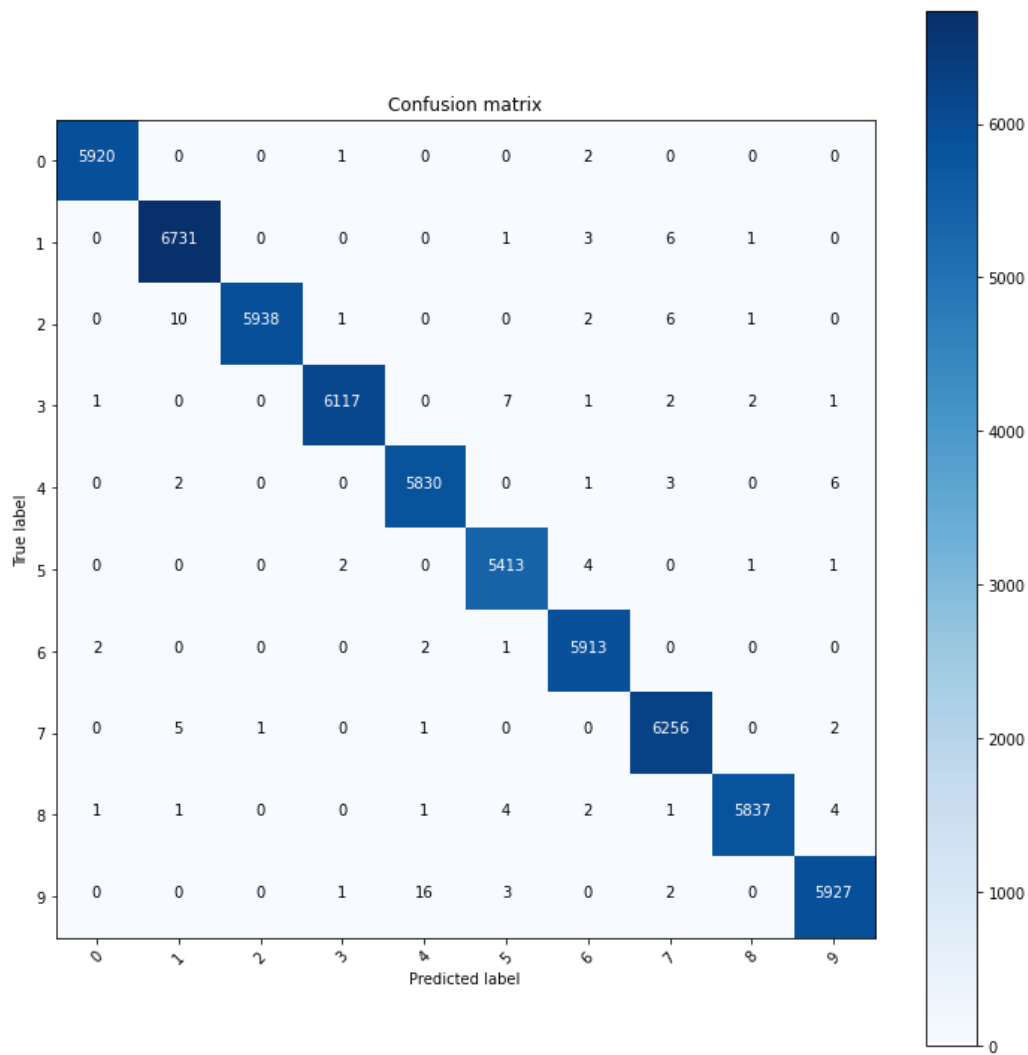 Confusion matrix
0 5920 0 0 1 0 0 2 0 0 0
1 0 6731 0 0 0 1 3 6 1 0
2 0 10 5938 1 0 0 2 6 1 0
3 1 0 0 6117 0 7 1 2 2 1
4 0 2 0 0 5830 0 1 3 0 6
5 0 0 0 2 0 5413 4 0 1 1
6 2 0 0 0 2 1 5913 0 0 0
7 0 5 1 0 1 0 0 6256 0 2
8 1 1 0 0 1 4 2 1 5837 4
9 0 0 0 1 16 3 0 2 0 5927
True label
0 1 2 3 4 5 6 7 8 9
Predicted label
6000
5000
4000
3000
2000
1000
0